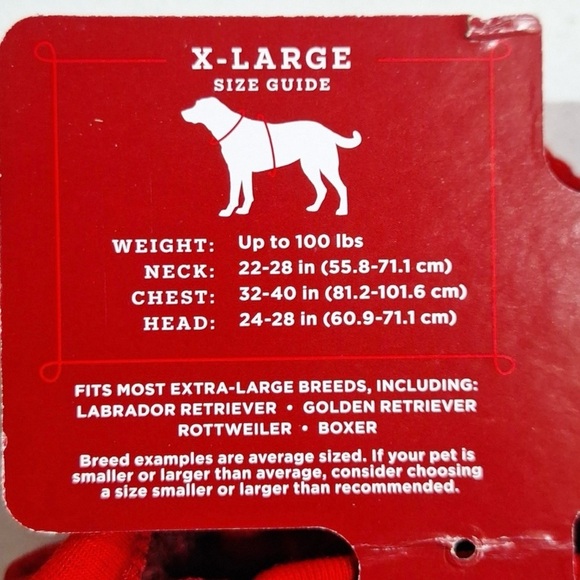 X-LARGE
SIZE GUIDE
WEIGHT: Up to 100 lbs
NECK: 22-28 in (55.8-71.1 cm)
CHEST: 32-40 in (81.2-101.6 cm)
HEAD: 24-28 in (60.9-71.1 cm)
FITS MOST EXTRA-LARGE BREEDS, INCLUDING:
LABRADOR RETRIEVER • GOLDEN RETRIEVER
ROTTWEILER • BOXER
Breed examples are average sized. If your pet is
smaller or larger than average, consider choosing
a size smaller or larger than recommended.